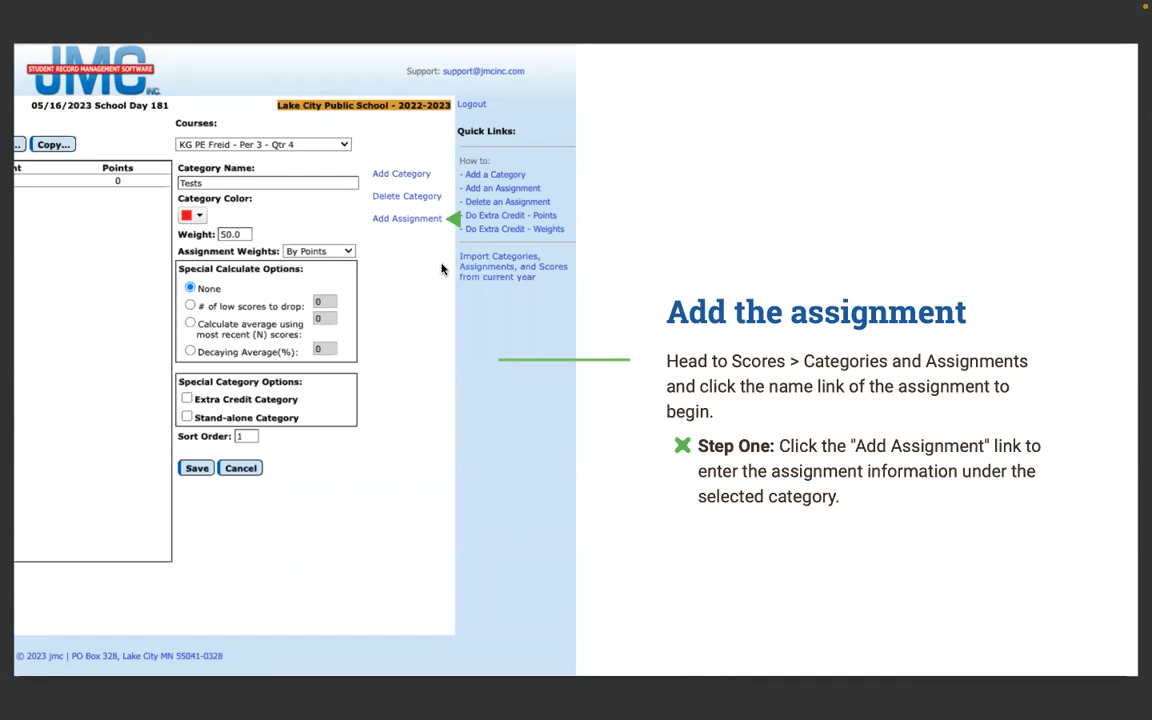 JMC
STUDENT RECORD MANAGEMENT SOFTWARE
INC.
Support: support@jmcinc.com
05/16/2023 School Day 181
Lake City Public School - 2022-2023
Logout
Courses:
Quick Links:
.. Copy...
KG PE Freid - Per 3 - Qtr 4
How to:
nt Points
0
Category Name:
Tests
Category Color:
Weight: 50.0
Assignment Weights: By Points
Special Calculate Options:
None
# of low scores to drop: 0
Calculate average using 0
most recent (N) scores:
Decaying Average(%): 0
Special Category Options:
Extra Credit Category
Stand-alone Category
Sort Order: 1
Save Cancel
Add Category
Delete Category
Add Assignment
- Add a Category
- Add an Assignment
- Delete an Assignment
- Do Extra Credit - Points
- Do Extra Credit - Weights
Import Categories,
Assignments, and Scores
from current year
© 2023 jmc | PO Box 328, Lake City MN 55041-0328
Add the assignment
Head to Scores > Categories and Assignments
and click the name link of the assignment to
begin.
Step One: Click the "Add Assignment" link to
enter the assignment information under the
selected category.